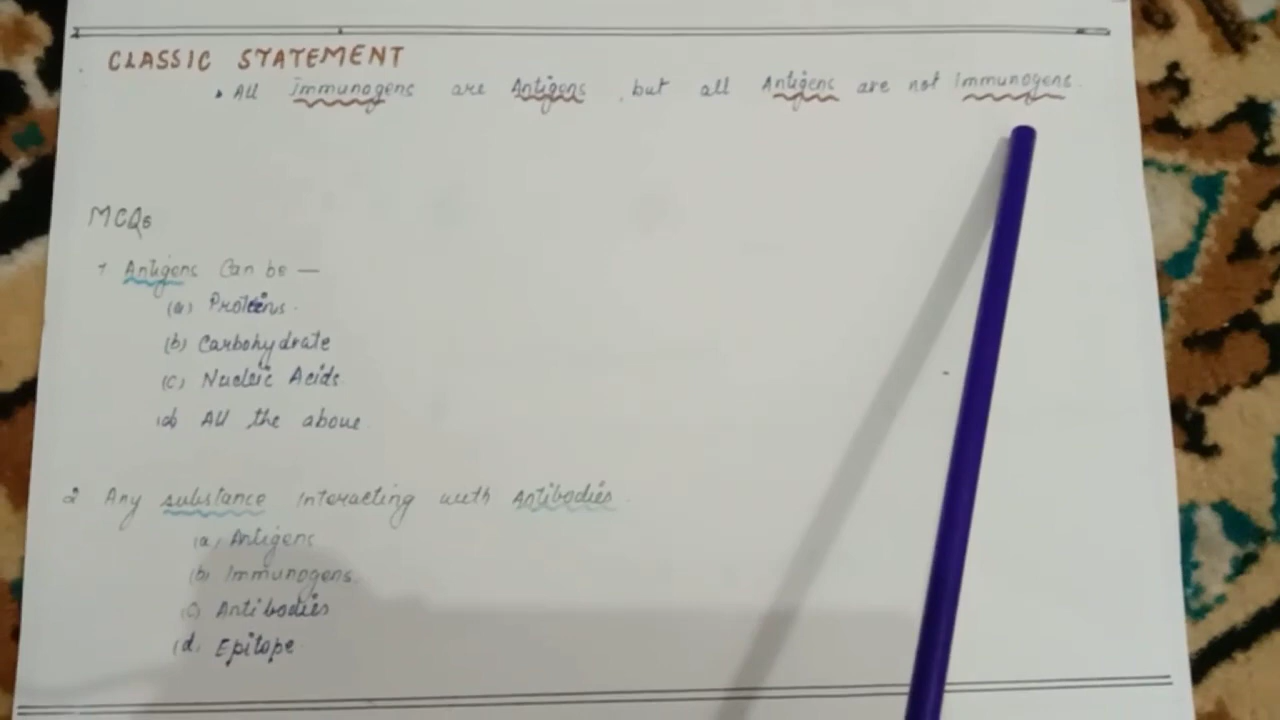 CLASSIC STATEMENT
• All Immunogens are Antigens, but all Antigens are not Immunogens.
MCQs
1 Antigens Can be —
(a) Proteins.
(b) Carbohydrate
(c) Nucleic Acids.
(d) All the above
2 Any substance interacting with Antibodies.
(a) Antigens
(b) Immunogens.
(c) Antibodies
(d) Epitope